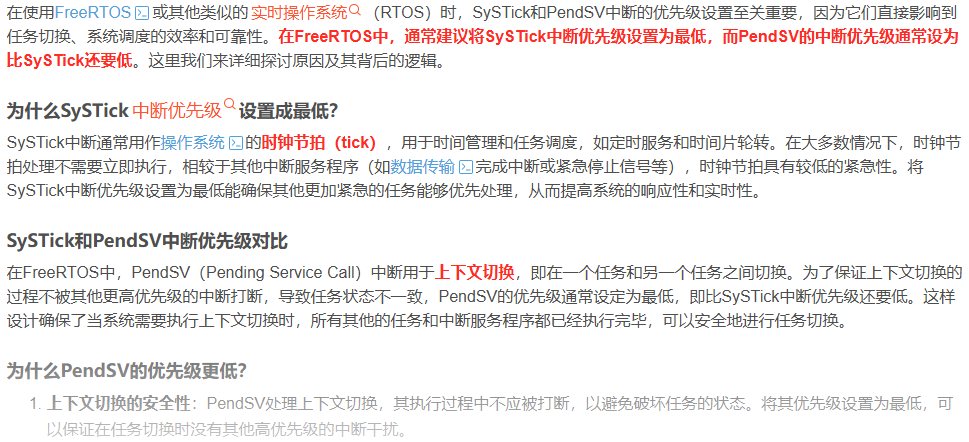 在使用FreeRTOS或其他类似的 实时操作系统（RTOS）时，SySTick和PendSV中断的优先级设置至关重要，因为它们直接影响到
任务切换、系统调度的效率和可靠性。在FreeRTOS中，通常建议将SySTick中断优先级设置为最低，而PendSV的中断优先级通常设为
比SySTick还要低。这里我们来详细探讨原因及其背后的逻辑。
为什么SySTick 中断优先级 设置成最低？
SySTick中断通常用作操作系统的时钟节拍（tick），用于时间管理和任务调度，如定时服务和时间片轮转。在大多数情况下，时钟节
拍处理不需要立即执行，相较于其他中断服务程序（如数据传输完成中断或紧急停止信号等），时钟节拍具有较低的紧急性。将
SySTick中断优先级设置为最低能确保其他更加紧急的任务能够优先处理，从而提高系统的响应性和实时性。
SySTick和PendSV中断优先级对比
在FreeRTOS中，PendSV（Pending Service Call）中断用于上下文切换，即在一个任务和另一个任务之间切换。为了保证上下文切换的
过程不被其他更高优先级的中断打断，导致任务状态不一致，PendSV的优先级通常设定为最低，即比SySTick中断优先级还要低。这样
设计确保了当系统需要执行上下文切换时，所有其他的任务和中断服务程序都已经执行完毕，可以安全地进行任务切换。
为什么PendSV的优先级更低？
1. 上下文切换的安全性：PendSV处理上下文切换，其执行过程中不应被打断，以避免破坏任务的状态。将其优先级设置为最低，可
以保证在任务切换时没有其他高优先级的中断干扰。